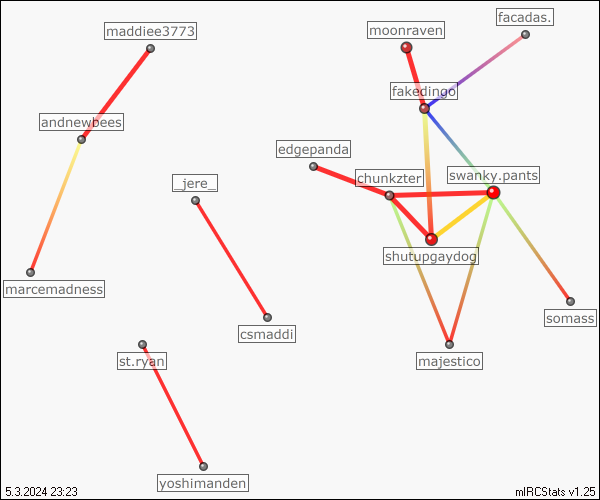 maddiee3773
andnewbees
marcemadness
_jere_
csmaddi
st.ryan
yoshimanden
moonraven
facadas.
fakedingo
edgepanda
chunkzter
swanky.pants
shutupgaydog
somass
majestico
5.3.2024 23:23
mIRCStats v1.25